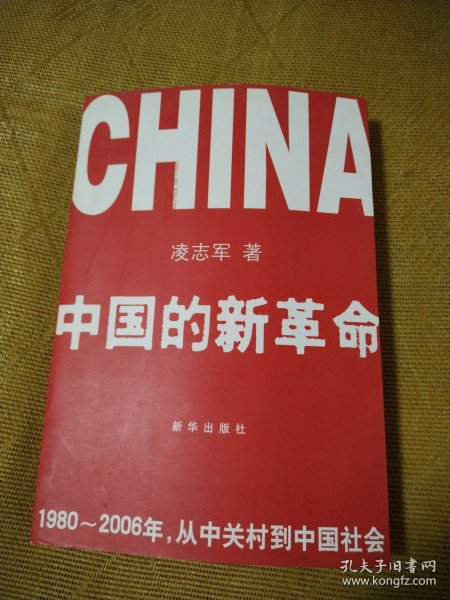 CHINA
凌志军 著
中国的新革命
新华出版社
1980～2006年,从中关村到中国社会
孔夫子旧书网
www.kongfz.com